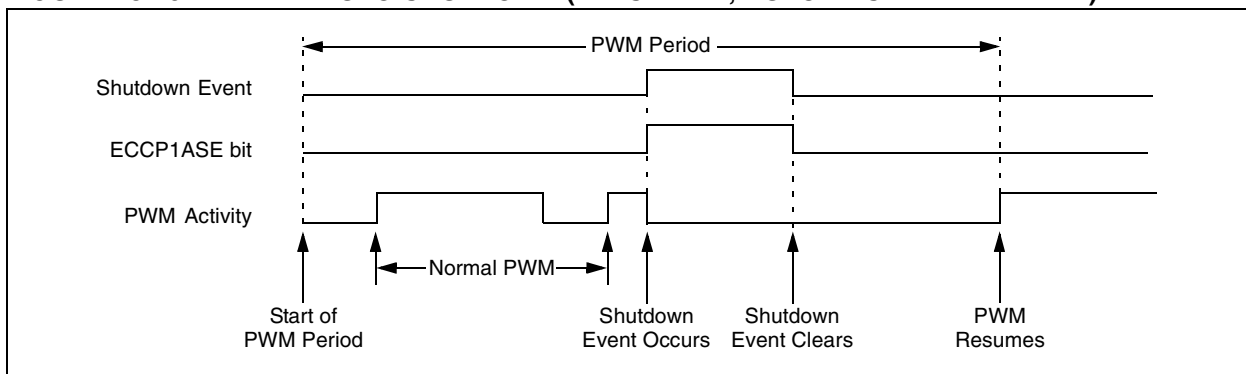 PWM Period
Shutdown Event
ECCP1ASE bit
PWM Activity
Normal PWM
Start of
PWM Period
Shutdown
Event Occurs
Shutdown
Event Clears
PWM
Resumes